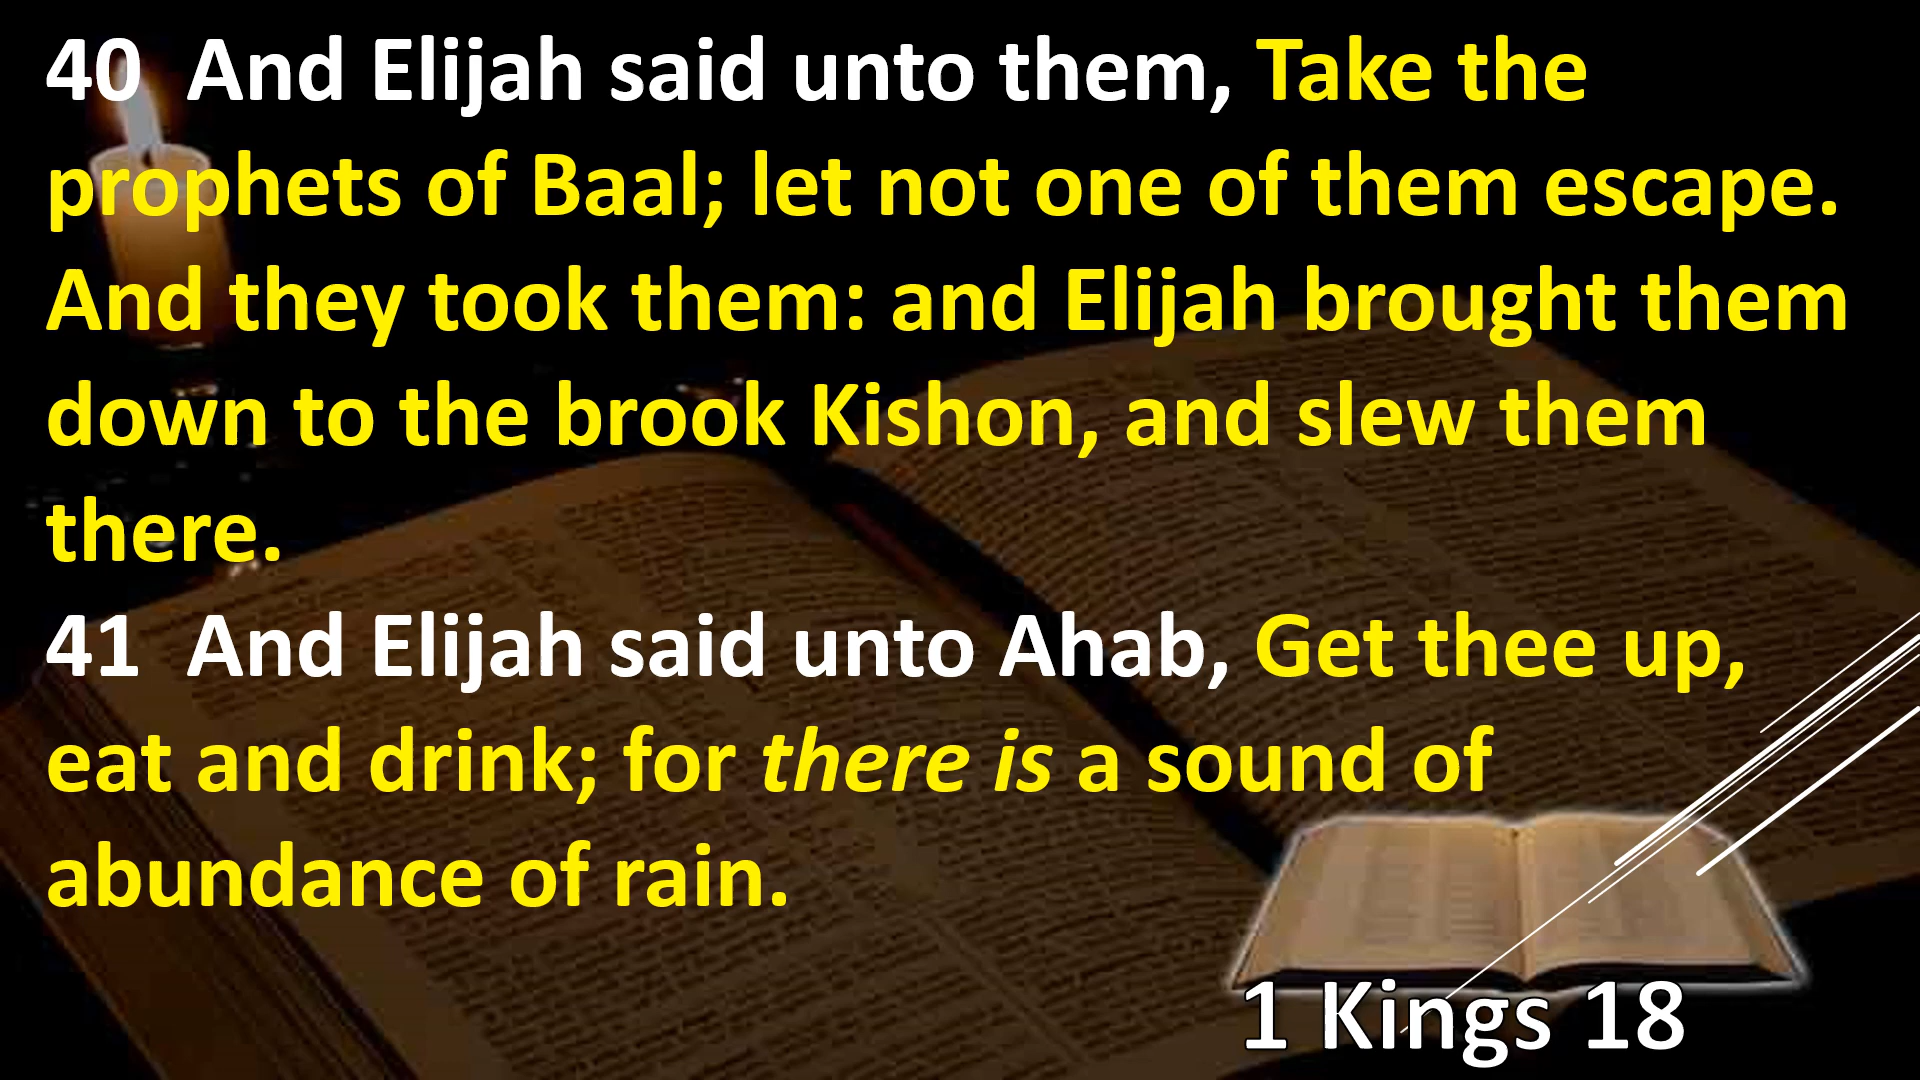 40  And Elijah said unto them, Take the
prophets of Baal; let not one of them escape.
And they took them: and Elijah brought them
down to the brook Kishon, and slew them
there.
41  And Elijah said unto Ahab, Get thee up,
eat and drink; for there is a sound of
abundance of rain.
1 Kings 18